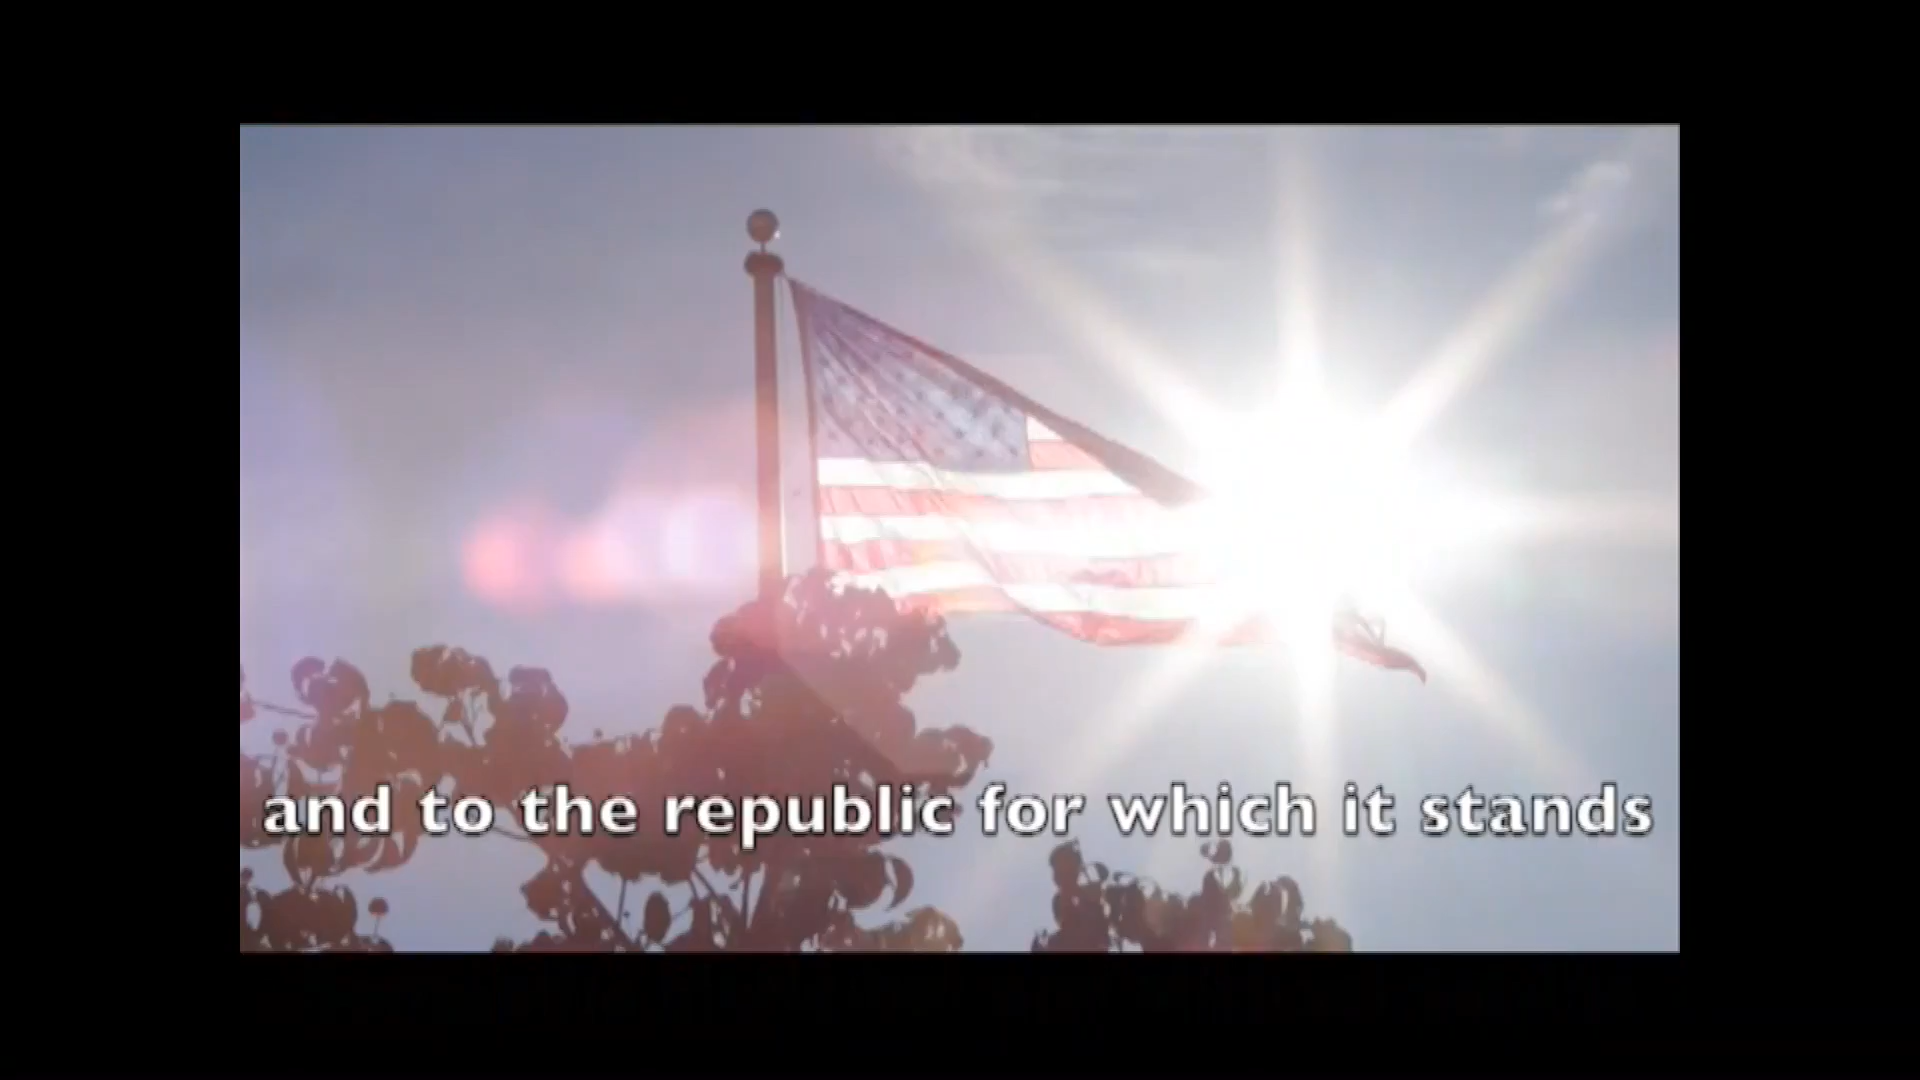 and to the republic for which it stands